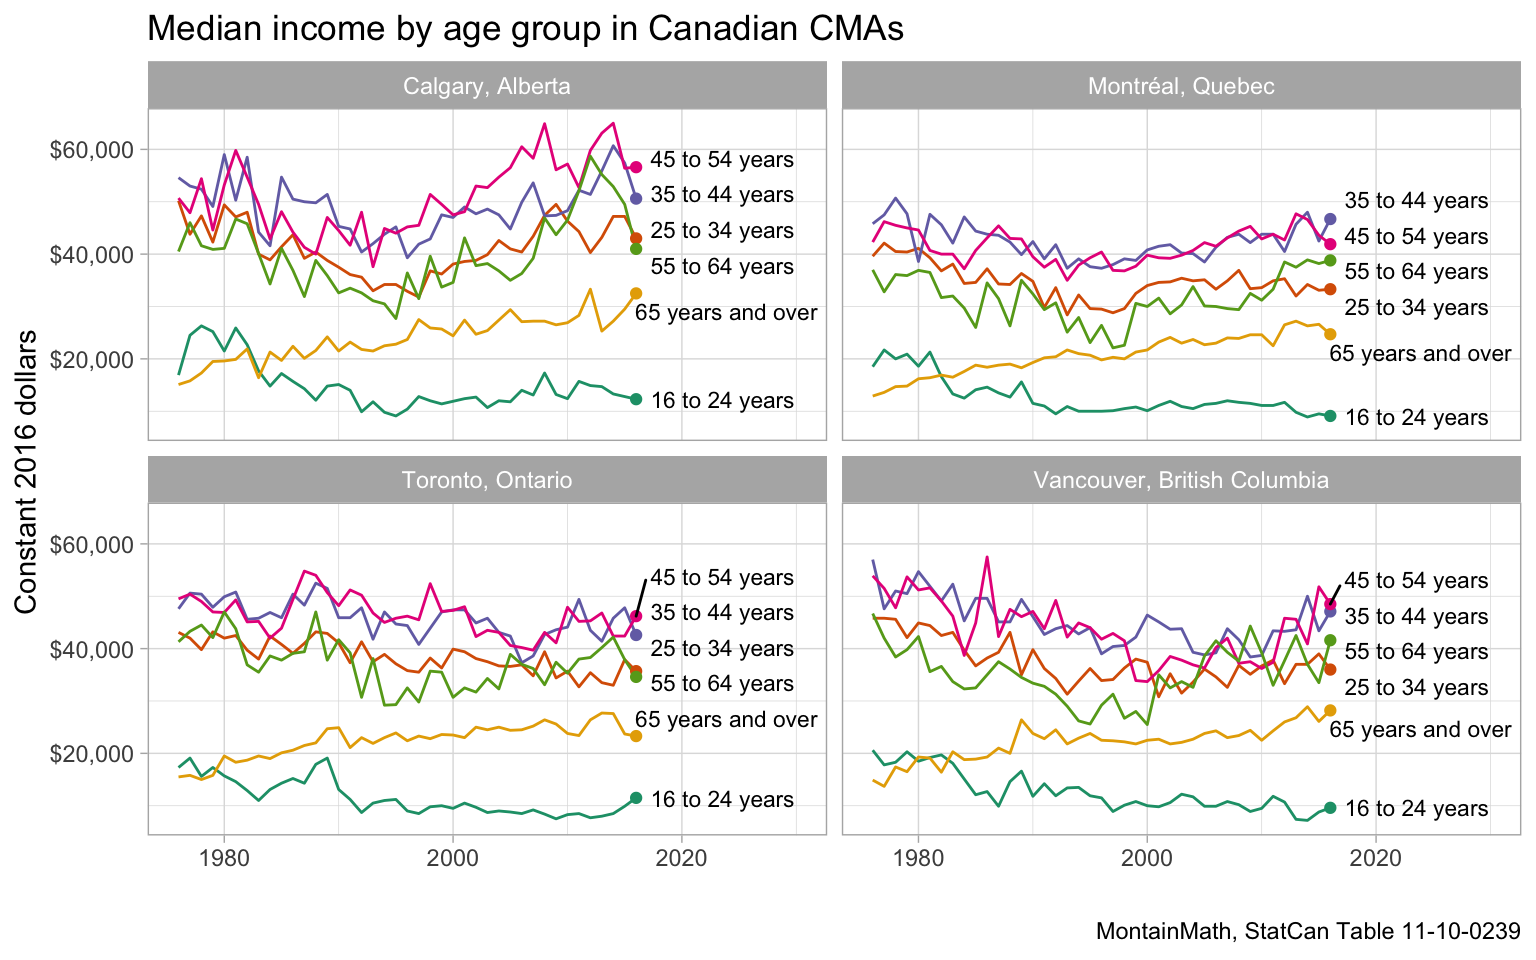 Median income by age group in Canadian CMAs
Constant 2016 dollars
Calgary, Alberta
$60,000
$40,000
$20,000
45 to 54 years
35 to 44 years
25 to 34 years
55 to 64 years
65 years and over
16 to 24 years
Montréal, Quebec
35 to 44 years
45 to 54 years
55 to 64 years
25 to 34 years
65 years and over
16 to 24 years
Toronto, Ontario
$60,000
$40,000
$20,000
45 to 54 years
35 to 44 years
25 to 34 years
55 to 64 years
65 years and over
16 to 24 years
1980
2000
2020
Vancouver, British Columbia
45 to 54 years
35 to 44 years
55 to 64 years
25 to 34 years
65 years and over
16 to 24 years
1980
2000
2020
MontainMath, StatCan Table 11-10-0239